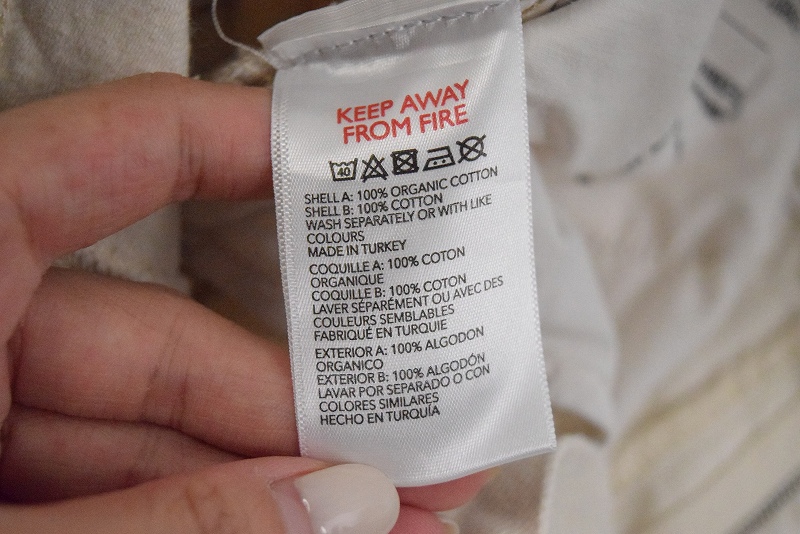 KEEP AWAY
FROM FIRE
40
SHELL A: 100% ORGANIC COTTON
SHELL B: 100% COTTON
WASH SEPARATELY OR WITH LIKE
COLOURS
MADE IN TURKEY
COQUILLE A: 100% COTON
ORGANIQUE
COQUILLE B: 100% COTON
LAVER SÉPARÉMENT OU AVEC DES
COULEURS SEMBLABLES
FABRIQUÉ EN TURQUIE
EXTERIOR A: 100% ALGODON
ORGANICO
EXTERIOR B: 100% ALGODÓN
LAVAR POR SEPARADO O CON
COLORES SIMILARES
HECHO EN TURQUÍA